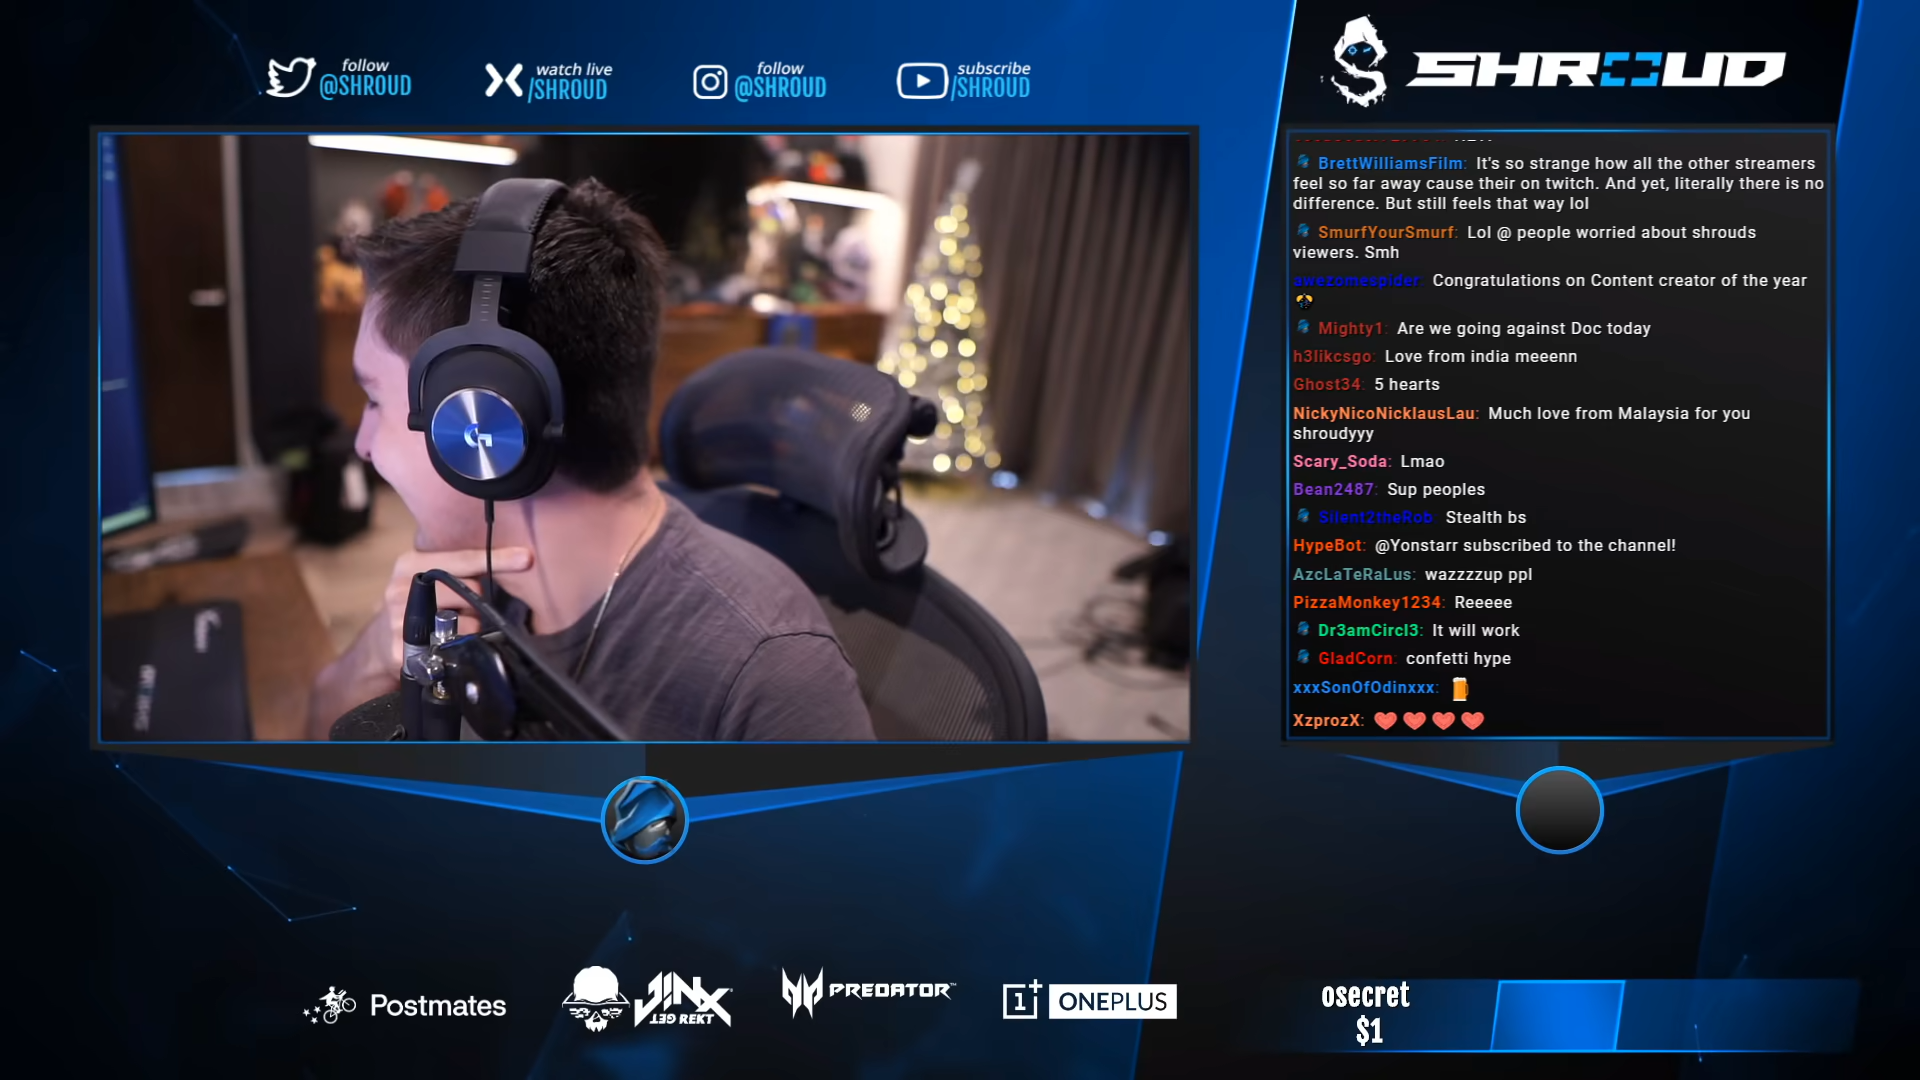 follow
@SHROUD
watch live
/SHROUD
follow
@SHROUD
subscribe
/SHROUD
SHROUD
BrettWilliamsFilm: It's so strange how all the other streamers
feel so far away cause their on twitch. And yet, literally there is no
difference. But still feels that way lol
SmurfYourSmurf: Lol @ people worried about shrouds
viewers. Smh
awezomespider: Congratulations on Content creator of the year
Mighty1: Are we going against Doc today
h3likcsgo: Love from india meeenn
Ghost34: 5 hearts
NickyNicoNicklausLau: Much love from Malaysia for you
shroudyyy
Scary_Soda: Lmao
Bean2487: Sup peoples
Silent2theRob: Stealth bs
HypeBot: @Yonstarr subscribed to the channel!
AzcLaTeRaLus: wazzzzup ppl
PizzaMonkey1234: Reeeee
Dr3amCircl3: It will work
GladCorn: confetti hype
xxxSonOfOdinxxx: 🍺
XzprozX: ❤❤❤❤
Postmates
JINX
GET REKT
PREDATOR
1+ ONEPLUS
osecret
$1